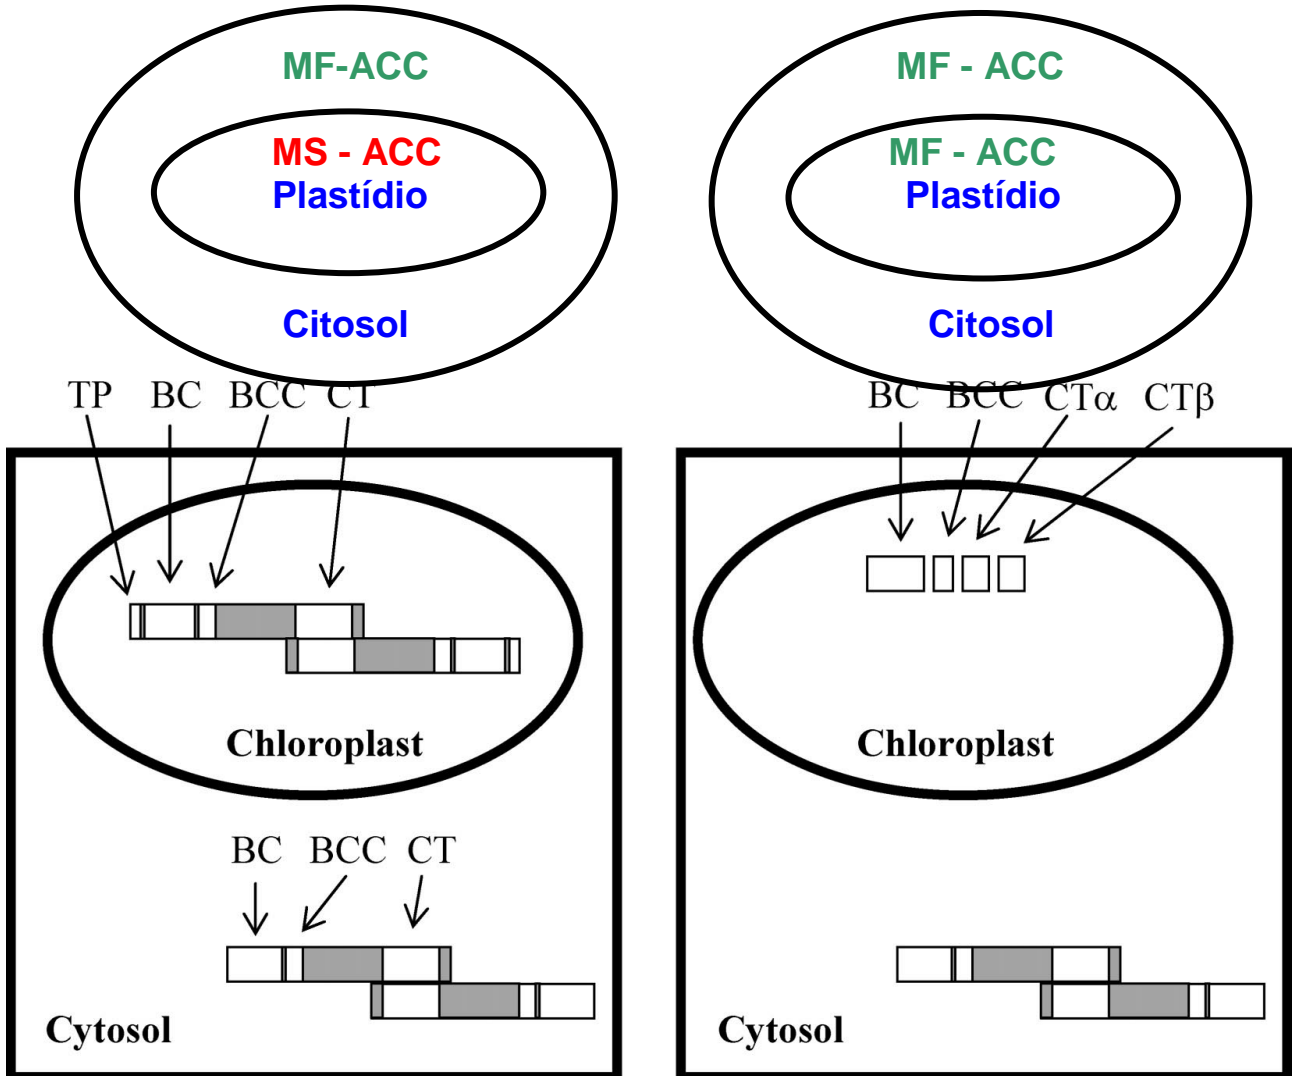 MF-ACC
MS - ACC
Plastídio
Citosol
MF - ACC
MF - ACC
Plastídio
Citosol
TP BC BCC CT
Chloroplast
BC BCC CT
Cytosol
BC BCC CTα CTβ
Chloroplast
Cytosol